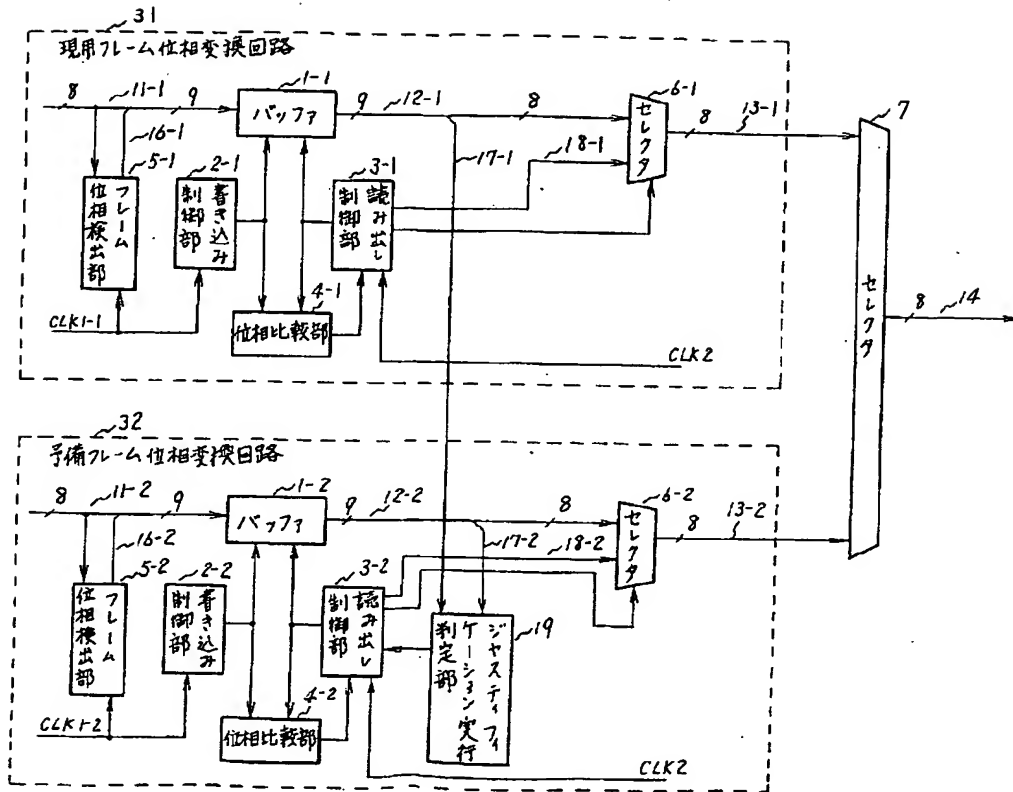 31
現用フレーム位相変換回路
8
11-1
9
1-1
バッファ
9
12-1
8
6-1
セレクタ
8
13-1
7
16-1
5-1
フレーム
位相検出部
2-1
書き込み
制御部
3-1
読み出し
制御部
17-1
18-1
4-1
位相比較部
CLK1-1
CLK2
セレクタ
8
14
32
予備フレーム位相変換回路
8
11-2
9
1-2
バッファ
9
12-2
8
6-2
セレクタ
8
13-2
16-2
5-2
フレーム
位相検出部
2-2
書き込み
制御部
3-2
読み出し
制御部
17-2
18-2
19
ジャスティフィ
ケーション実行
判定部
4-2
位相比較部
CLK1-2
CLK2